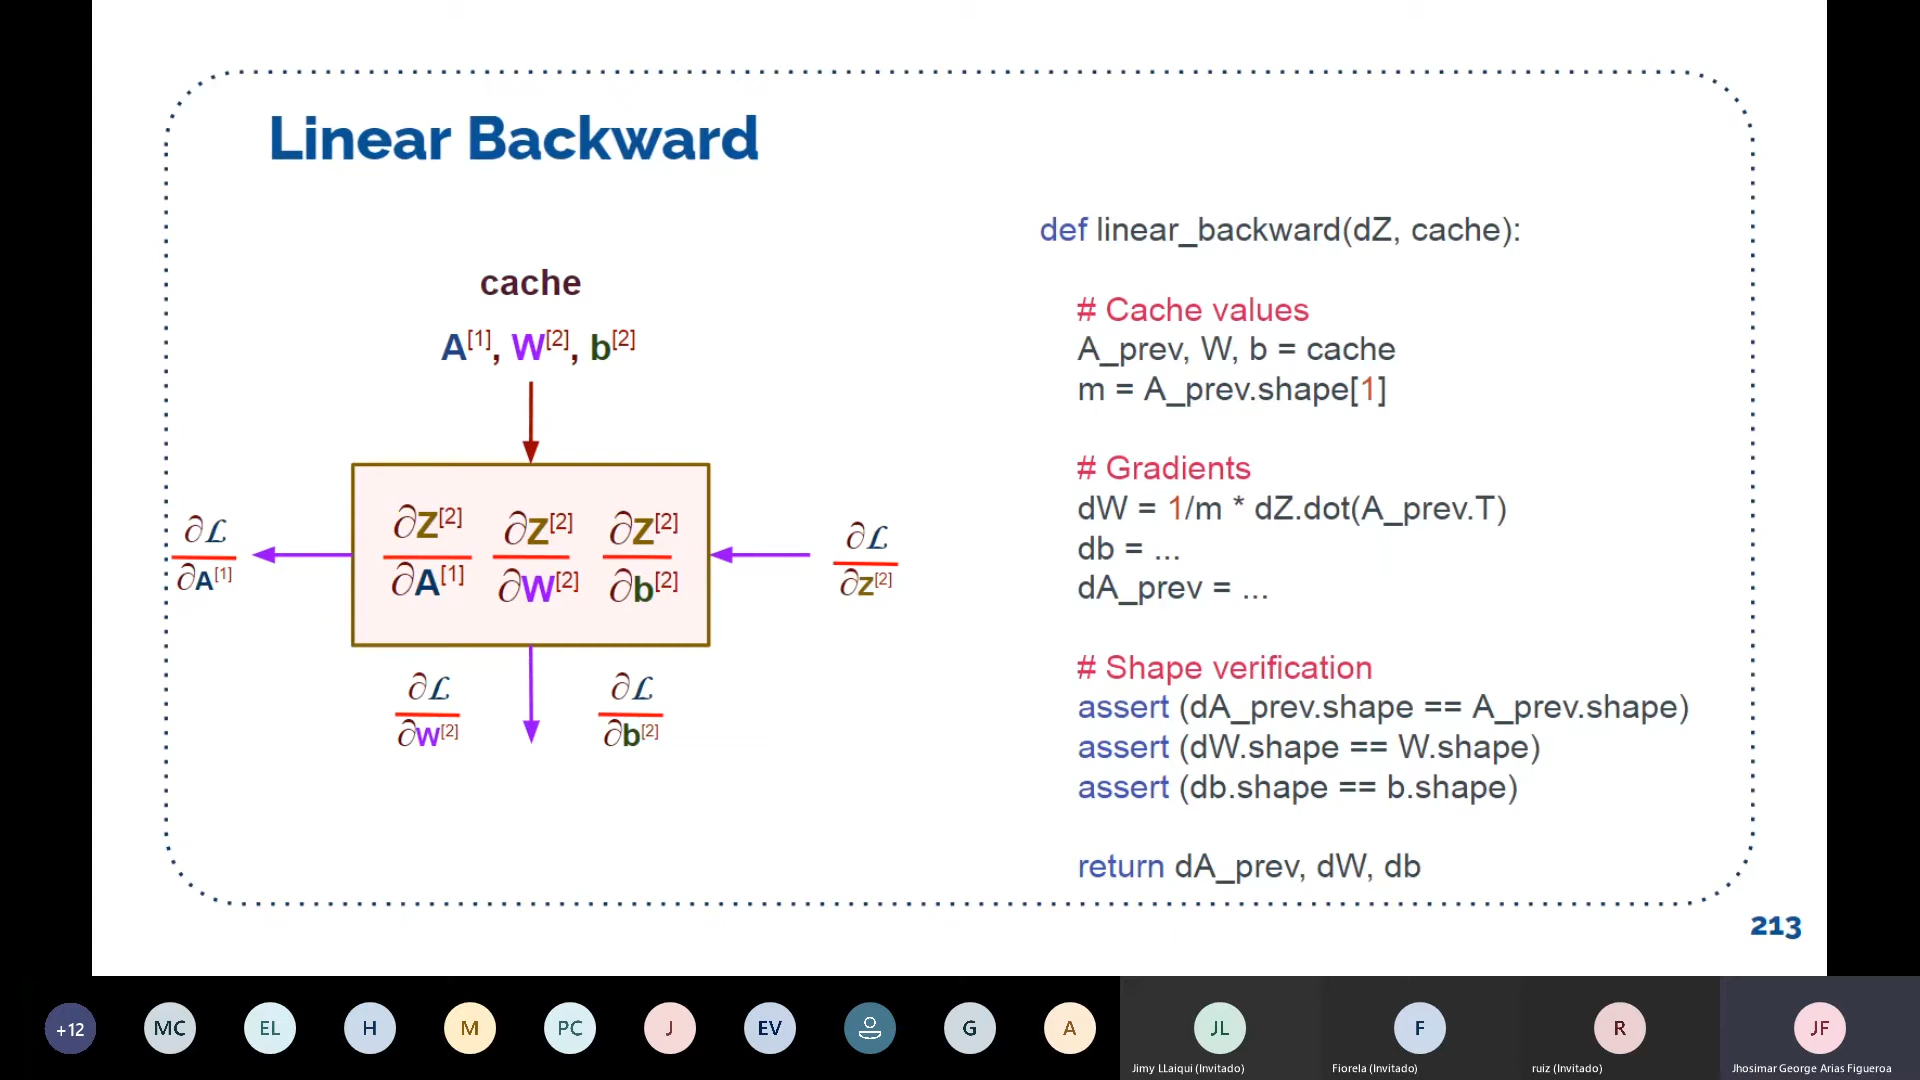 Linear Backward
cache
A[1], W[2], b[2]
∂ℒ
∂A[1]
∂Z[2] ∂Z[2] ∂Z[2]
∂A[1] ∂W[2] ∂b[2]
∂ℒ
∂Z[2]
∂ℒ ∂ℒ
∂W[2] ∂b[2]
def linear_backward(dZ, cache):
# Cache values
A_prev, W, b = cache
m = A_prev.shape[1]
# Gradients
dW = 1/m * dZ.dot(A_prev.T)
db = ...
dA_prev = ...
# Shape verification
assert (dA_prev.shape == A_prev.shape)
assert (dW.shape == W.shape)
assert (db.shape == b.shape)
return dA_prev, dW, db
213
+12 MC EL H M PC J EV G A JL F R JF
Jimy LLaiqui (Invitado) Fiorela (Invitado) ruiz (Invitado) Jhosimar George Arias Figueroa